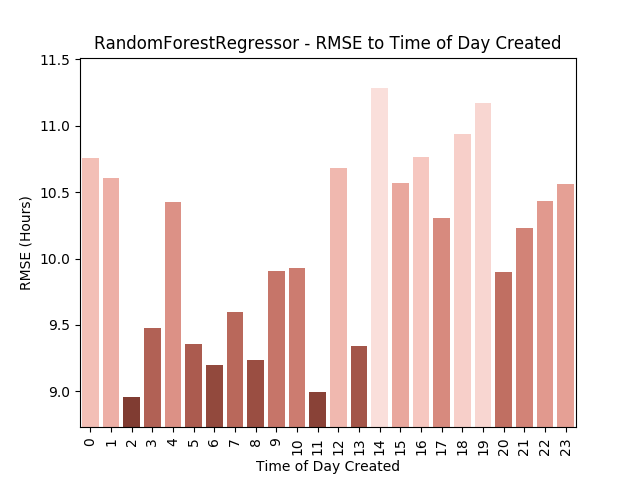 RandomForestRegressor - RMSE to Time of Day Created
11.5
11.0
10.5
10.0
9.5
9.0
RMSE (Hours)
0 1 2 3 4 5 6 7 8 9 10 11 12 13 14 15 16 17 18 19 20 21 22 23
Time of Day Created